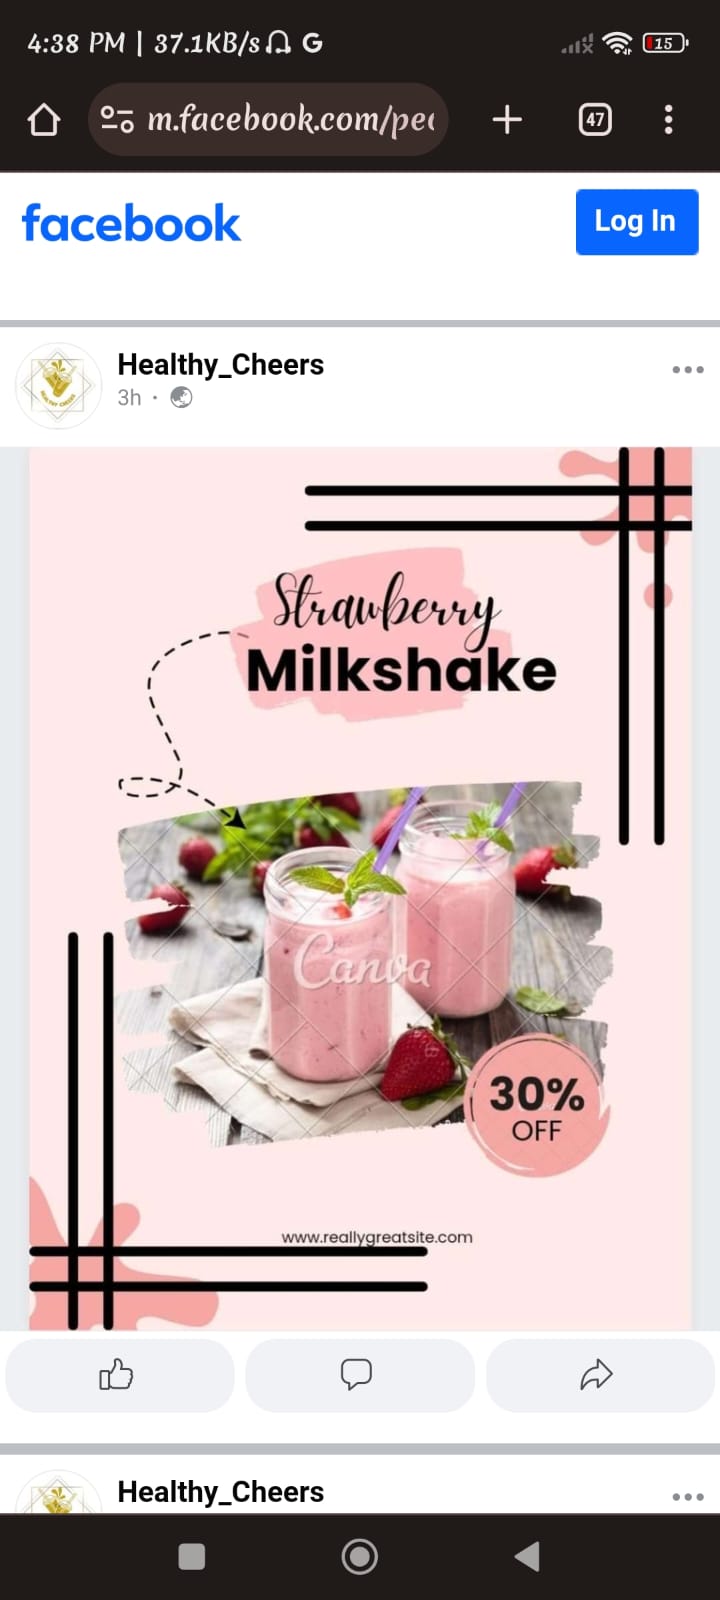 4:38 PM | 37.1KB/s G 15
m.facebook.com/pe 47
facebook
Log In
Healthy_Cheers
3h ·
Strawberry
Milkshake
Canva
30%
OFF
www.reallygreatsite.com
Healthy_Cheers